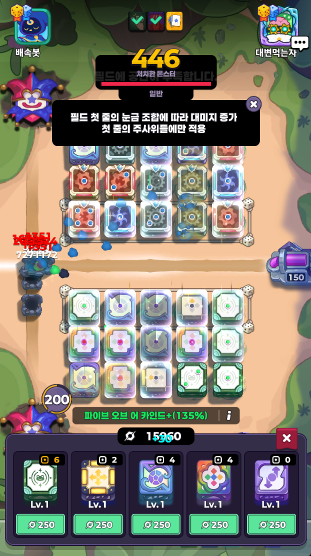 446
배속봇
대변먹는자
처치한 몬스터
일반
필드 첫 줄의 눈금 조합에 따라 대미지 증가
첫 줄의 주사위들에만 적용
150
200
파이브 오브 어 카인드+(135%)
i
6
2
4
4
0
Lv.1
Lv.1
Lv.1
Lv.1
Lv.1
250
250
250
250
250